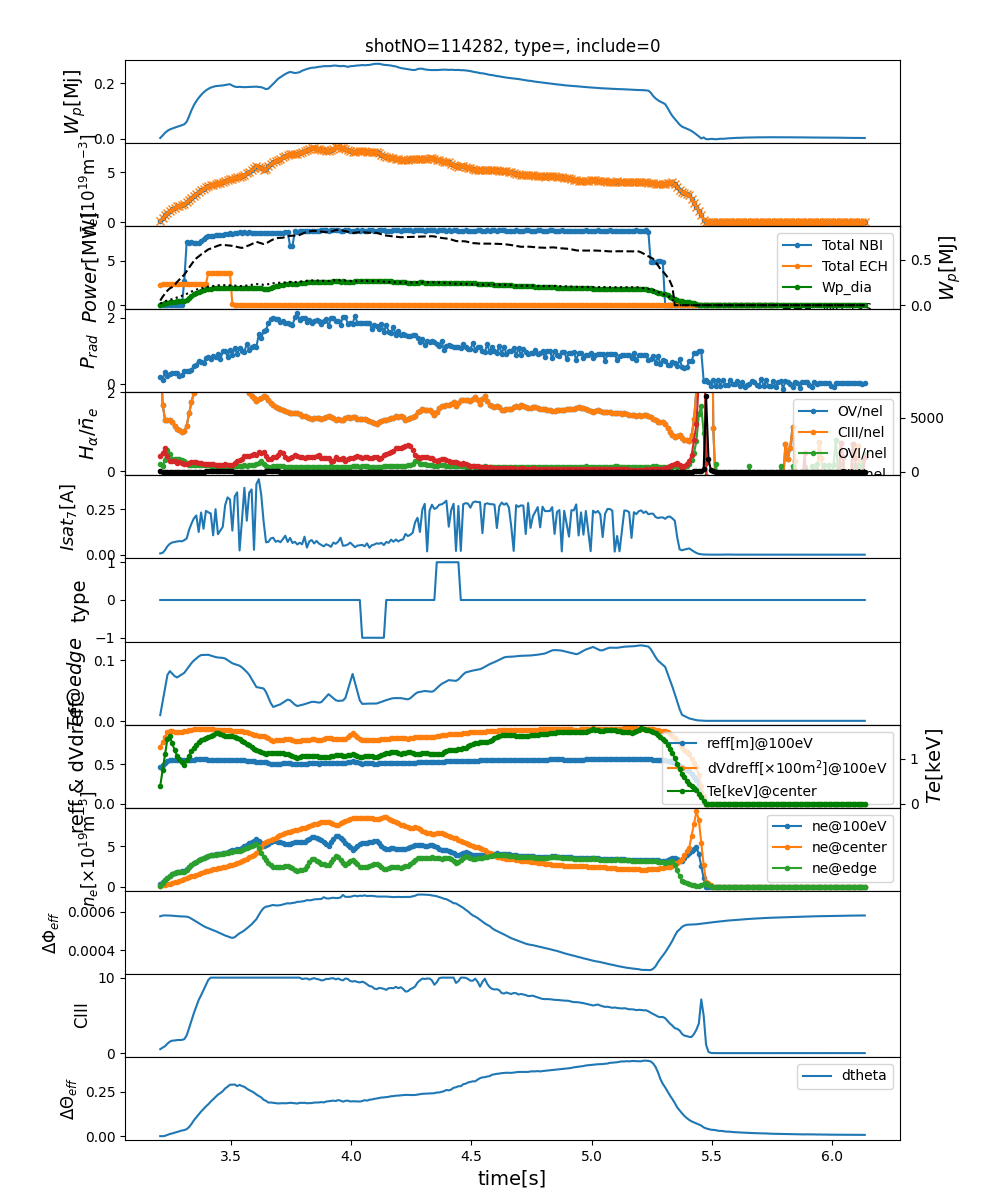 shotNO=114282, type=, include=0
W_p[MJ]
0.2
0.0
n̄_e[10^19 m^-3]
5
0
Power[MW]
5
0
Total NBI
Total ECH
Wp_dia
W_p[MJ]
0.5
0.0
P_rad
2
0
H_α/n̄_e
2
0
OV/nel
CIII/nel
OVI/nel
5000
0
Isat_7[A]
0.25
0.00
type
1
0
−1
Te@edge
0.1
0.0
reff & dVdreff
0.5
0.0
reff[m]@100eV
dVdreff[×100m^2]@100eV
Te[keV]@center
Te[keV]
1
0
n_e[×10^19 m^-3]
5
0
ne@100eV
ne@center
ne@edge
ΔΦ_eff
0.0006
0.0004
CIII
10
0
ΔΘ_eff
0.25
0.00
dtheta
3.5 4.0 4.5 5.0 5.5 6.0
time[s]